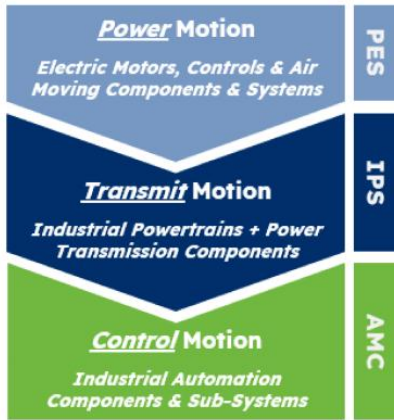 Power Motion
Electric Motors, Controls & Air
Moving Components & Systems
PES
Transmit Motion
Industrial Powertrains + Power
Transmission Components
IPS
Control Motion
Industrial Automation
Components & Sub-Systems
AMC